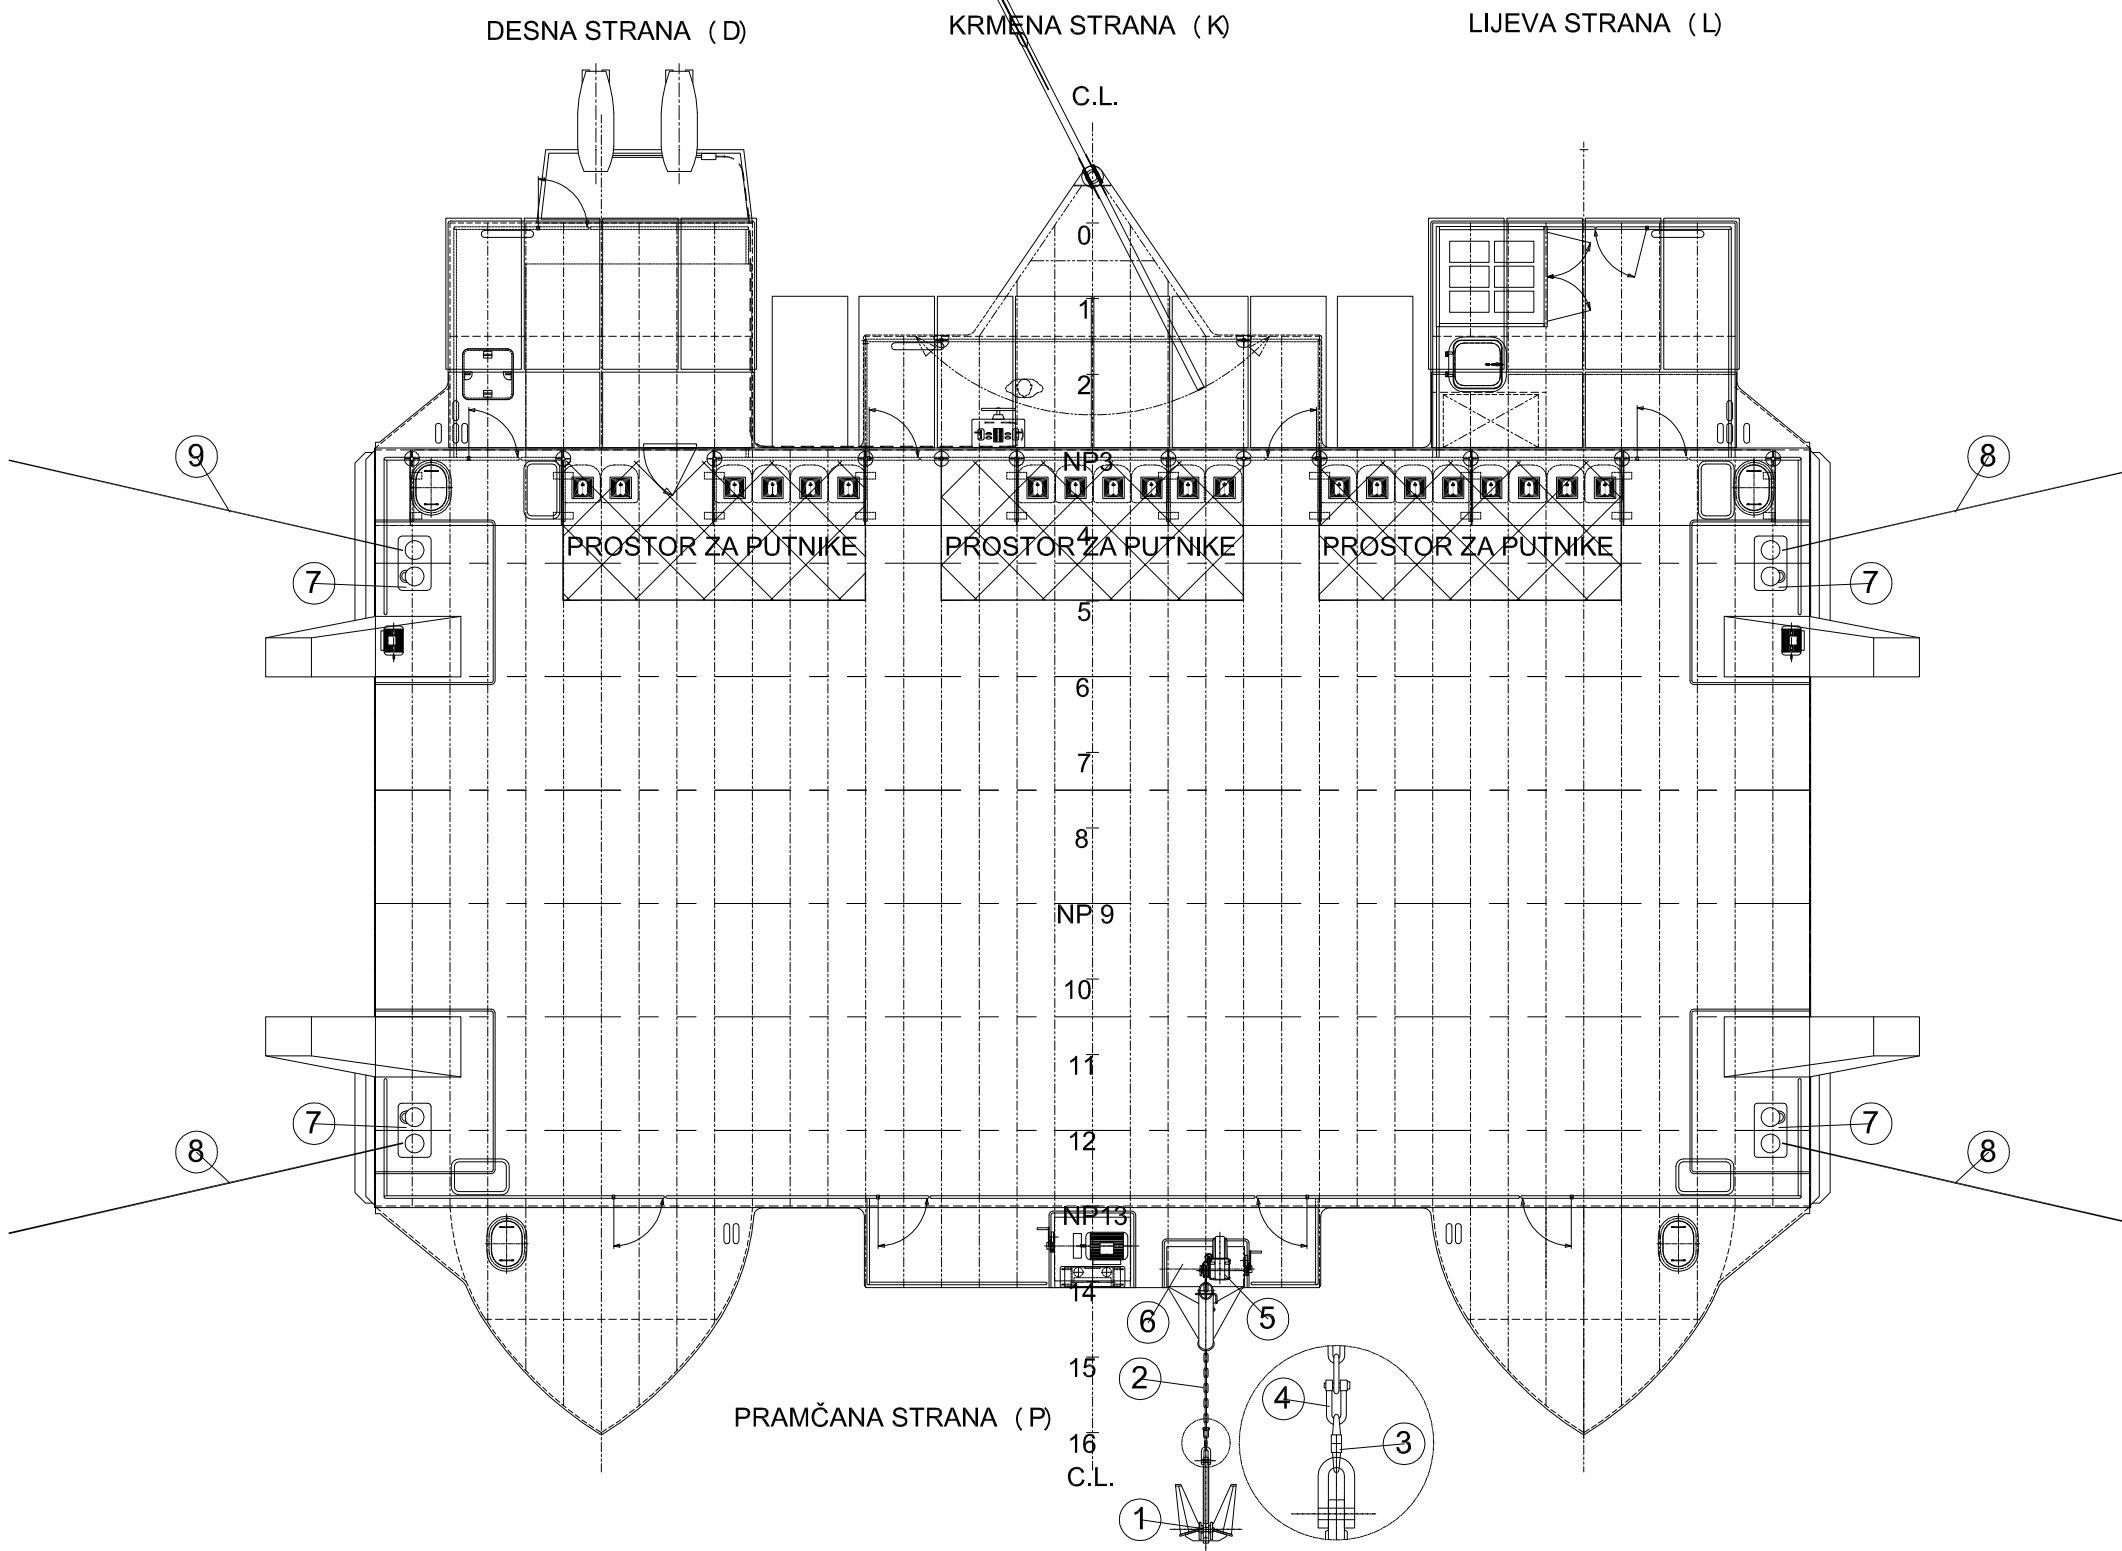 DESNA STRANA (D)
KRMENA STRANA (K)
LIJEVA STRANA (L)
C.L.
0
1
2
NP3
9
8
4
PROSTOR ZA PUTNIKE
PROSTOR ZA PUTNIKE
PROSTOR ZA PUTNIKE
7
7
5
6
7
8
NP 9
10
11
7
7
12
8
8
NP13
14
6
5
15
2
4
PRAMČANA STRANA (P)
16
3
C.L.
1